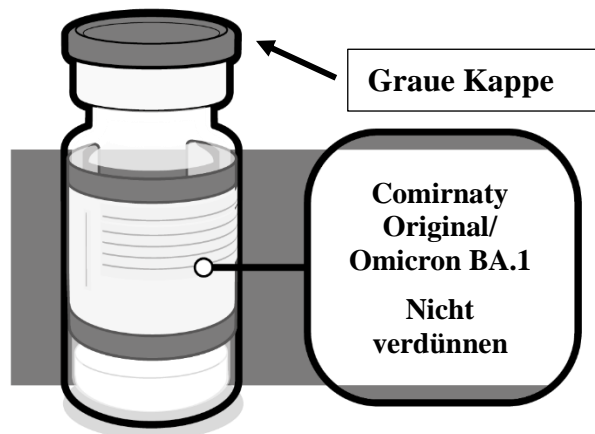 Graue Kappe
Comirnaty
Original/
Omicron BA.1
Nicht
verdünnen